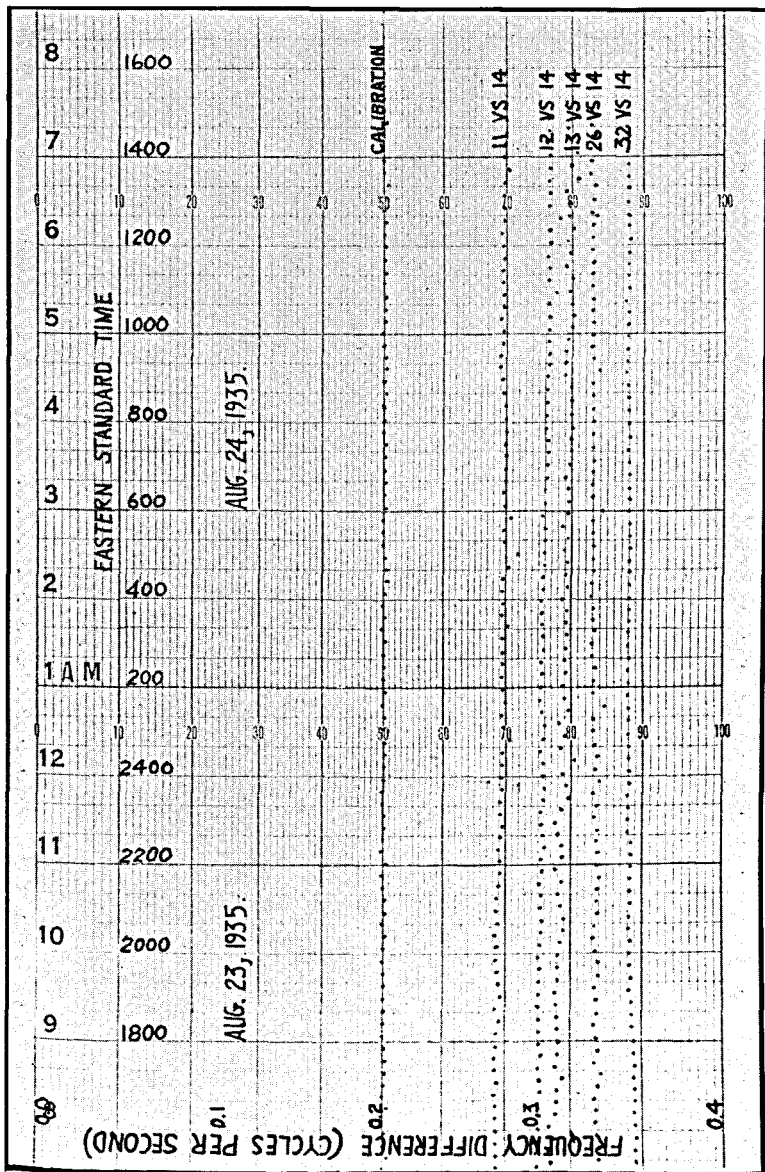 8
7
6
5
4
3
2
1 AM
12
11
10
9
8
EASTERN STANDARD TIME
1600
1400
1200
1000
800
600
400
200
2400
2200
2000
1800
AUG. 24, 1935.
AUG. 23, 1935.
0 10 20 30 40 50 60 70 80 90 100
0 10 20 30 40 50 60 70 80 90 100
CALIBRATION
11 VS 14
12 VS 14
13 VS 14
26 VS 14
32 VS 14
0.0
0.1
0.2
0.3
0.4
FREQUENCY DIFFERENCE (CYCLES PER SECOND)